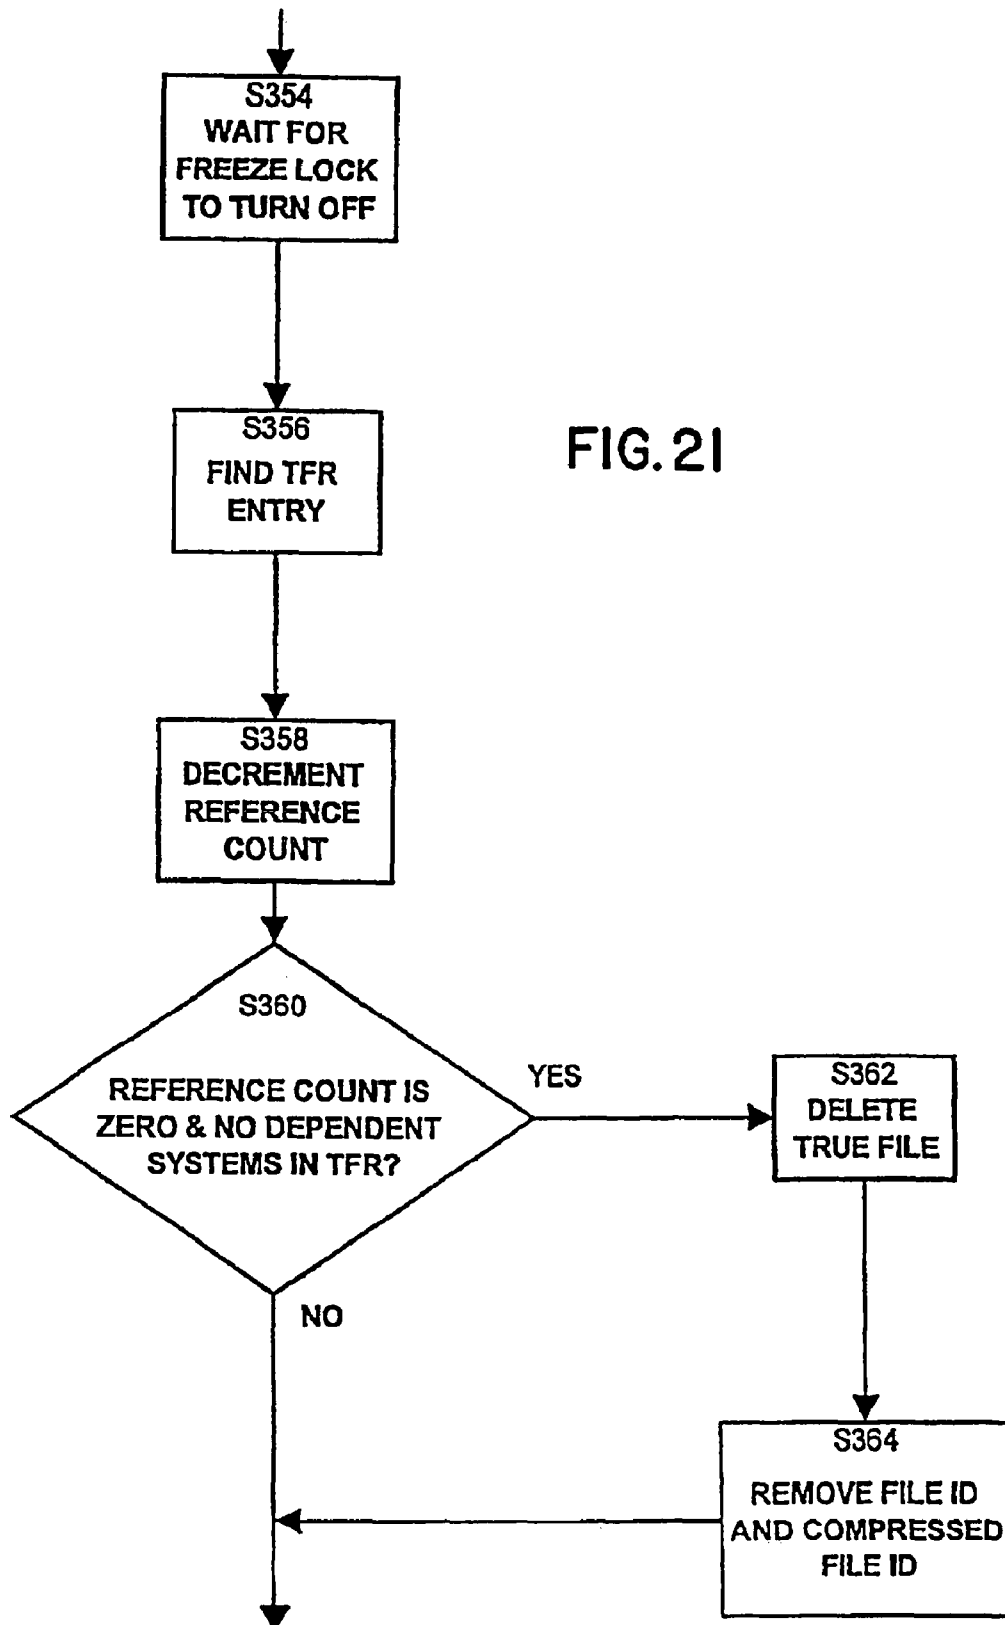 S354
WAIT FOR
FREEZE LOCK
TO TURN OFF
S356
FIND TFR
ENTRY
FIG. 21
S358
DECREMENT
REFERENCE
COUNT
S360
REFERENCE COUNT IS
ZERO & NO DEPENDENT
SYSTEMS IN TFR?
YES
NO
S362
DELETE
TRUE FILE
S364
REMOVE FILE ID
AND COMPRESSED
FILE ID